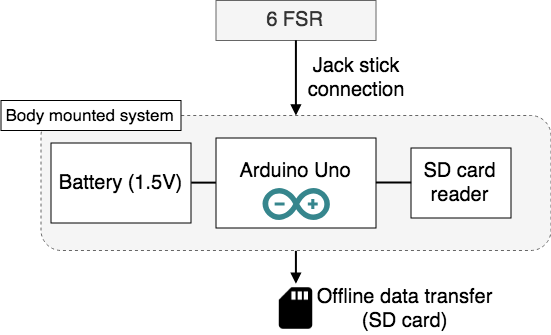 6 FSR
Jack stick
connection
Body mounted system
Battery (1.5V)
Arduino Uno
SD card
reader
Offline data transfer
(SD card)